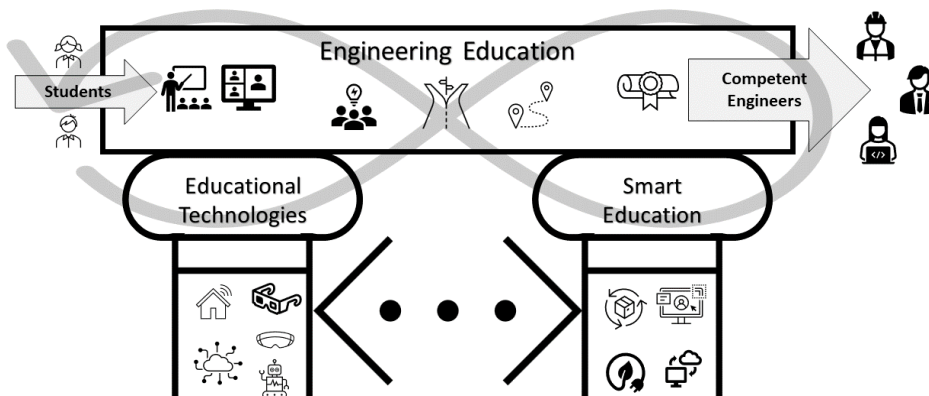 Engineering Education
Students
Competent
Engineers
</>
Educational
Technologies
Smart
Education